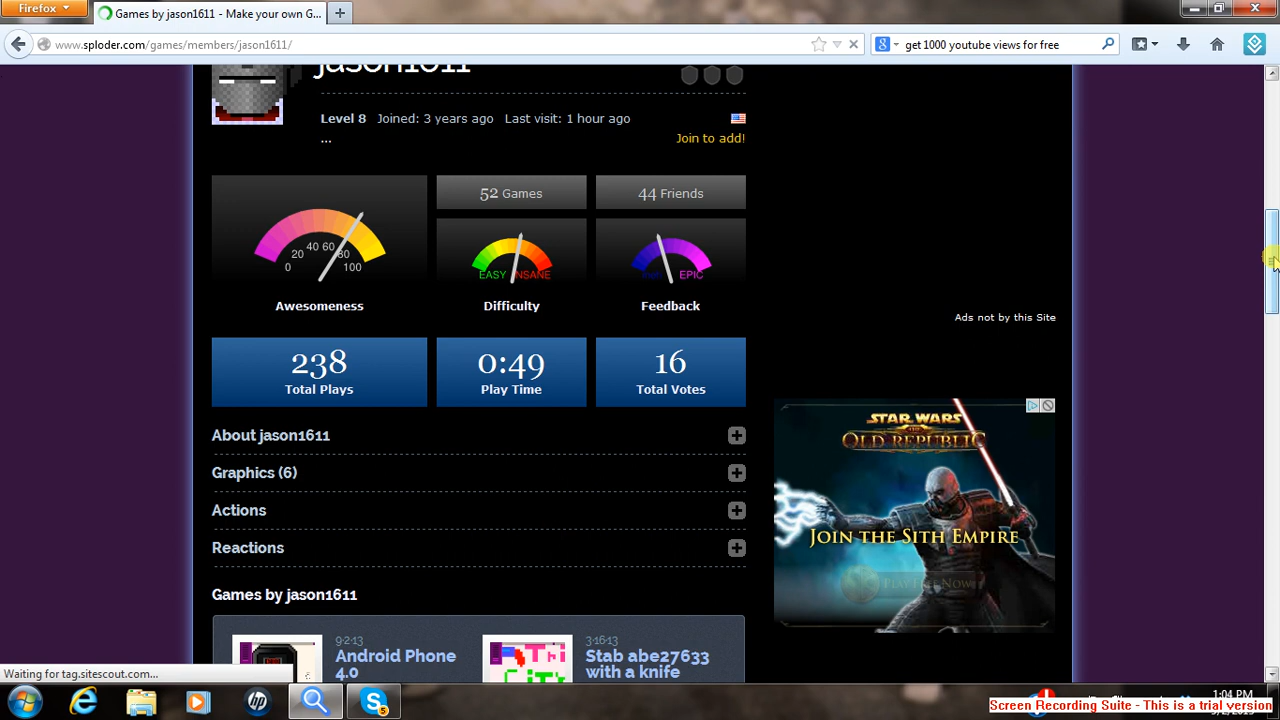 Firefox
Games by jason1611 - Make your own G...
www.sploder.com/games/members/jason1611/
get 1000 youtube views for free
jason1611
Level 8 Joined: 3 years ago Last visit: 1 hour ago
...
Join to add!
52 Games
44 Friends
0 20 40 60 80 100
EASY INSANE
EPIC
Awesomeness
Difficulty
Feedback
238
0:49
16
Total Plays
Play Time
Total Votes
Ads not by this Site
About jason1611
Graphics (6)
Actions
Reactions
STAR WARS
THE OLD REPUBLIC
JOIN THE SITH EMPIRE
PLAY FREE NOW
Games by jason1611
9-2-13
Android Phone
4.0
3-16-13
Stab abe27633
with a knife
Waiting for tag.sitescout.com...
1:04 PM
Screen Recording Suite - This is a trial version